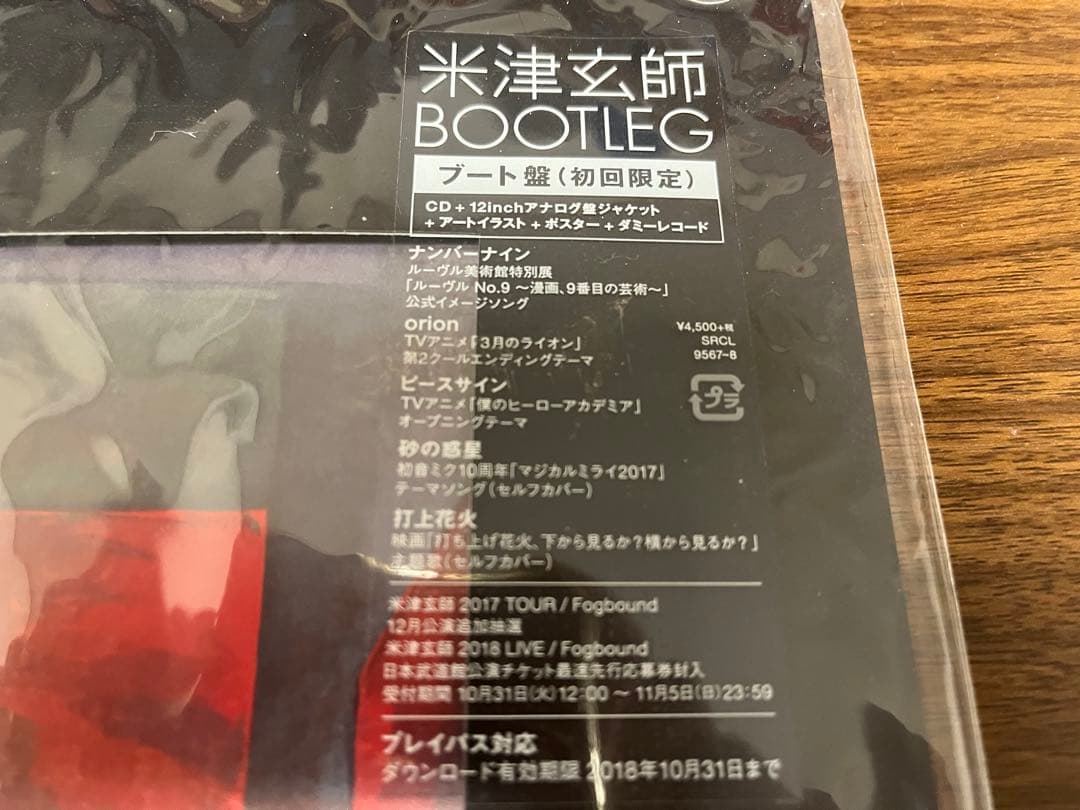 米津玄師
BOOTLEG
ブート盤(初回限定)
CD + 12inchアナログ盤ジャケット
+ アートイラスト + ポスター + ダミーレコード
ナンバーナイン
ルーヴル美術館特別展
「ルーヴル No.9 ～漫画、9番目の芸術～」
公式イメージソング
orion
TVアニメ「3月のライオン」
第2クールエンディングテーマ
¥4,500+税
SRCL
9567~8
プラ
ピースサイン
TVアニメ「僕のヒーローアカデミア」
オープニングテーマ
砂の惑星
初音ミク10周年「マジカルミライ2017」
テーマソング(セルフカバー)
打上花火
映画「打ち上げ花火、下から見るか?横から見るか?」
主題歌(セルフカバー)
米津玄師 2017 TOUR / Fogbound
12月公演追加抽選
米津玄師 2018 LIVE / Fogbound
日本武道館公演チケット最速先行応募券封入
受付期間 10月31日(火)12:00 ～ 11月5日(日)23:59
プレイパス対応
ダウンロード有効期限 2018年10月31日まで